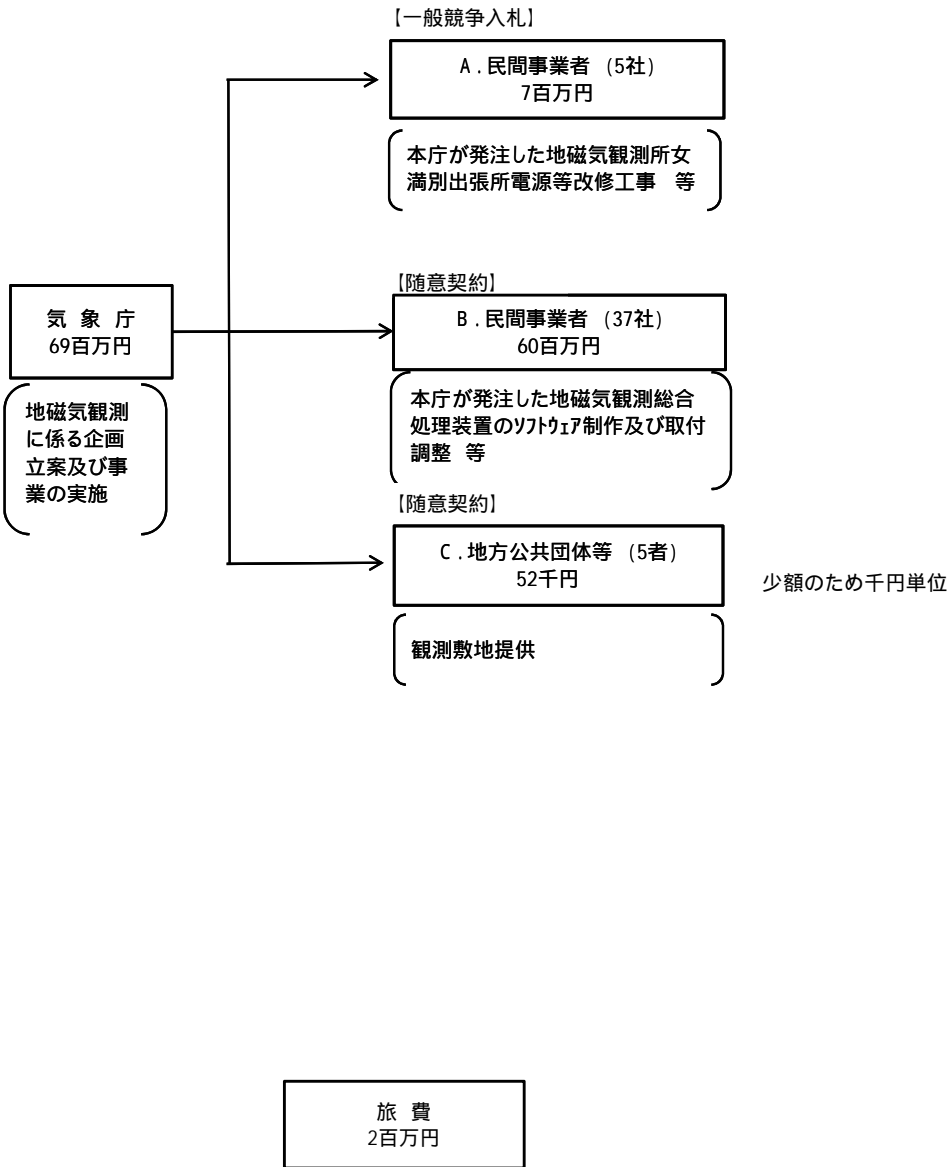 【一般競争入札】
A.民間事業者 (5社)
7百万円
本庁が発注した地磁気観測所女
満別出張所電源等改修工事 等
【随意契約】
B.民間事業者 (37社)
60百万円
本庁が発注した地磁気観測総合
処理装置のｿﾌﾄｳｪｱ制作及び取付
調整 等
気 象 庁
69百万円
地磁気観測
に係る企画
立案及び事
業の実施
【随意契約】
C.地方公共団体等 (5者)
52千円
少額のため千円単位
観測敷地提供
旅 費
2百万円